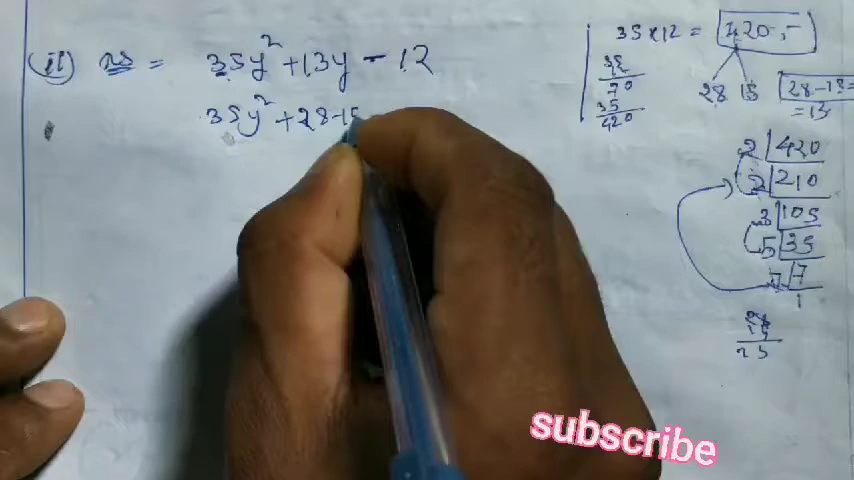 ii) = 35y² + 13y - 12
35y² + 28 - 15
35 x 12 = 420
35
12
70
35
420
28 15
28 - 15 =
= 13
2 420
2 210
3 105
5 35
7 7
1
subscribe